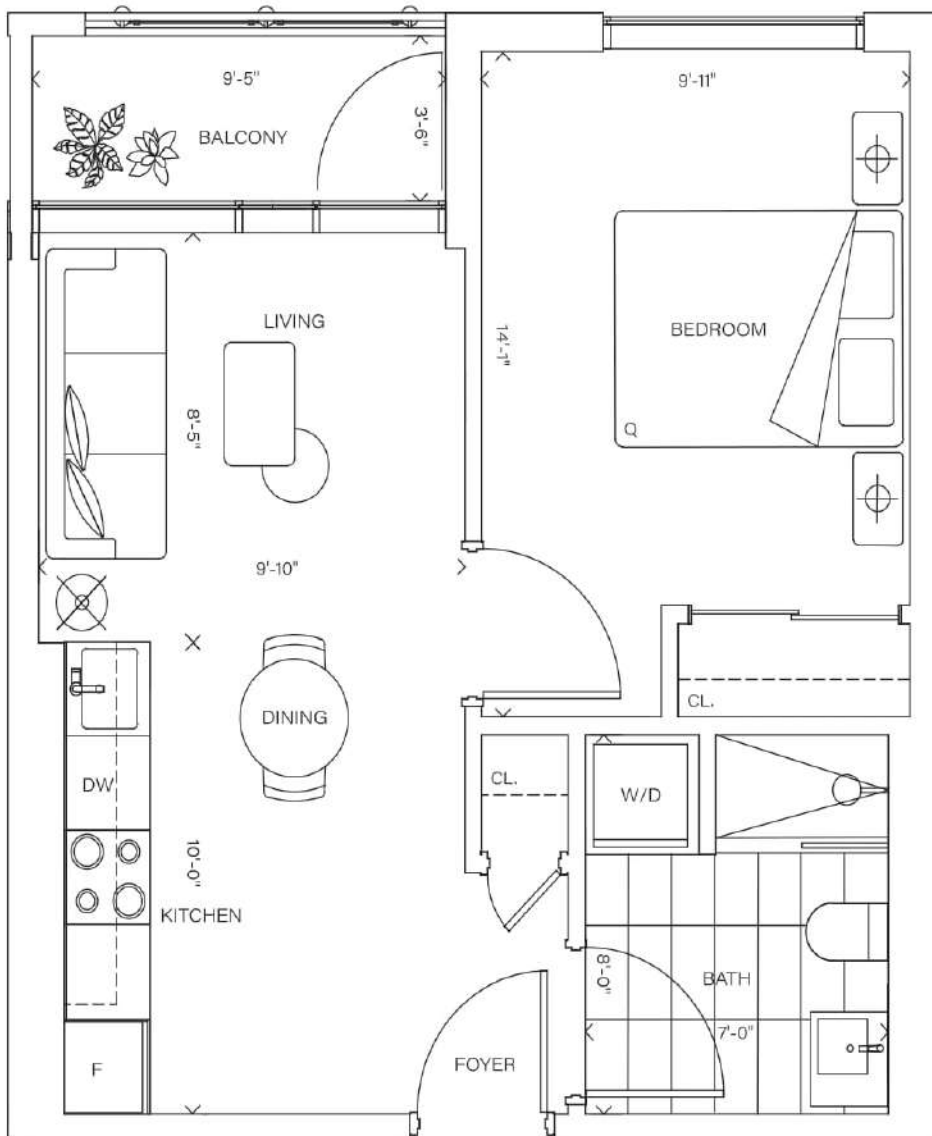 9'-5"
9'-11"
BALCONY
3'-6"
LIVING
BEDROOM
14'-1"
8'-5"
Q
9'-10"
CL.
DINING
CL.
DW
W/D
10'-0"
KITCHEN
8'-0"
BATH
7'-0"
FOYER
F